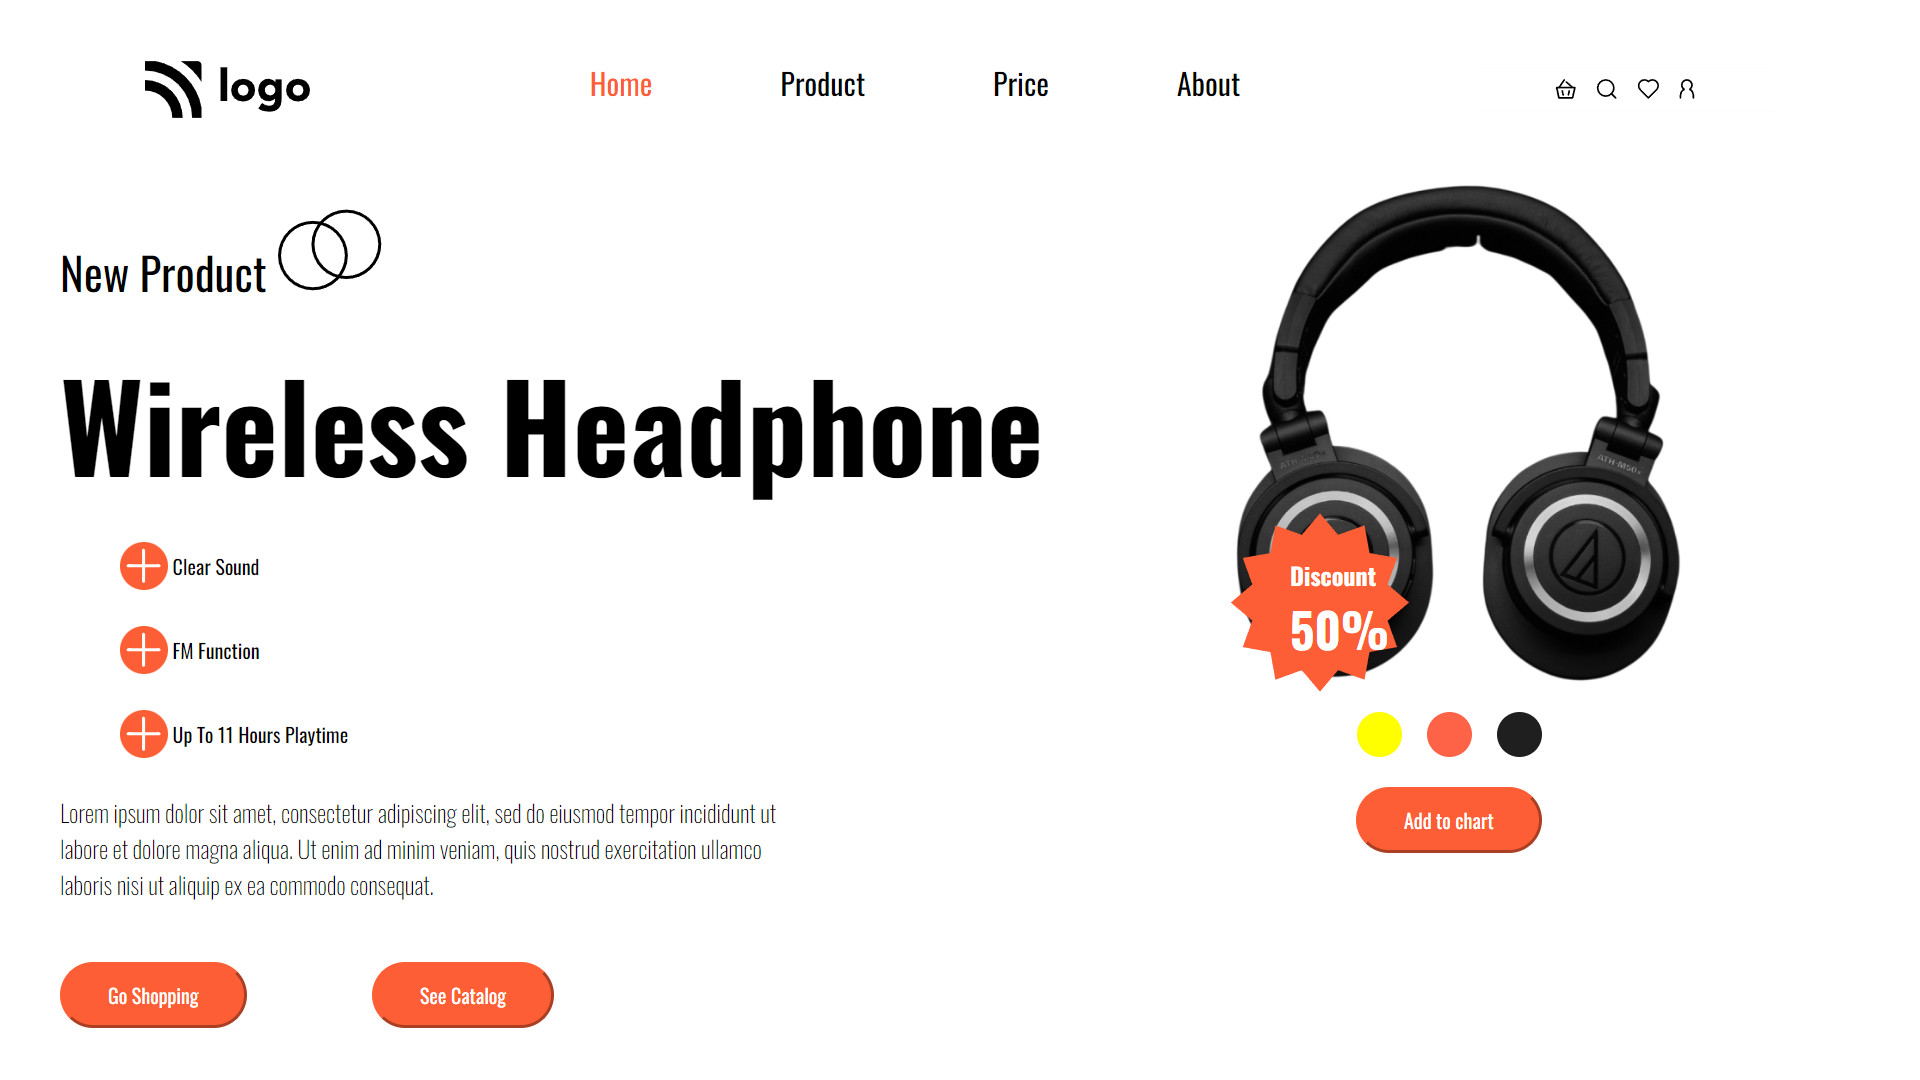 logo
Home
Product
Price
About
New Product
Wireless Headphone
Clear Sound
FM Function
Up To 11 Hours Playtime
Lorem ipsum dolor sit amet, consectetur adipiscing elit, sed do eiusmod tempor incididunt ut
labore et dolore magna aliqua. Ut enim ad minim veniam, quis nostrud exercitation ullamco
laboris nisi ut aliquip ex ea commodo consequat.
Go Shopping
See Catalog
ATH-M50x
Discount
50%
Add to chart